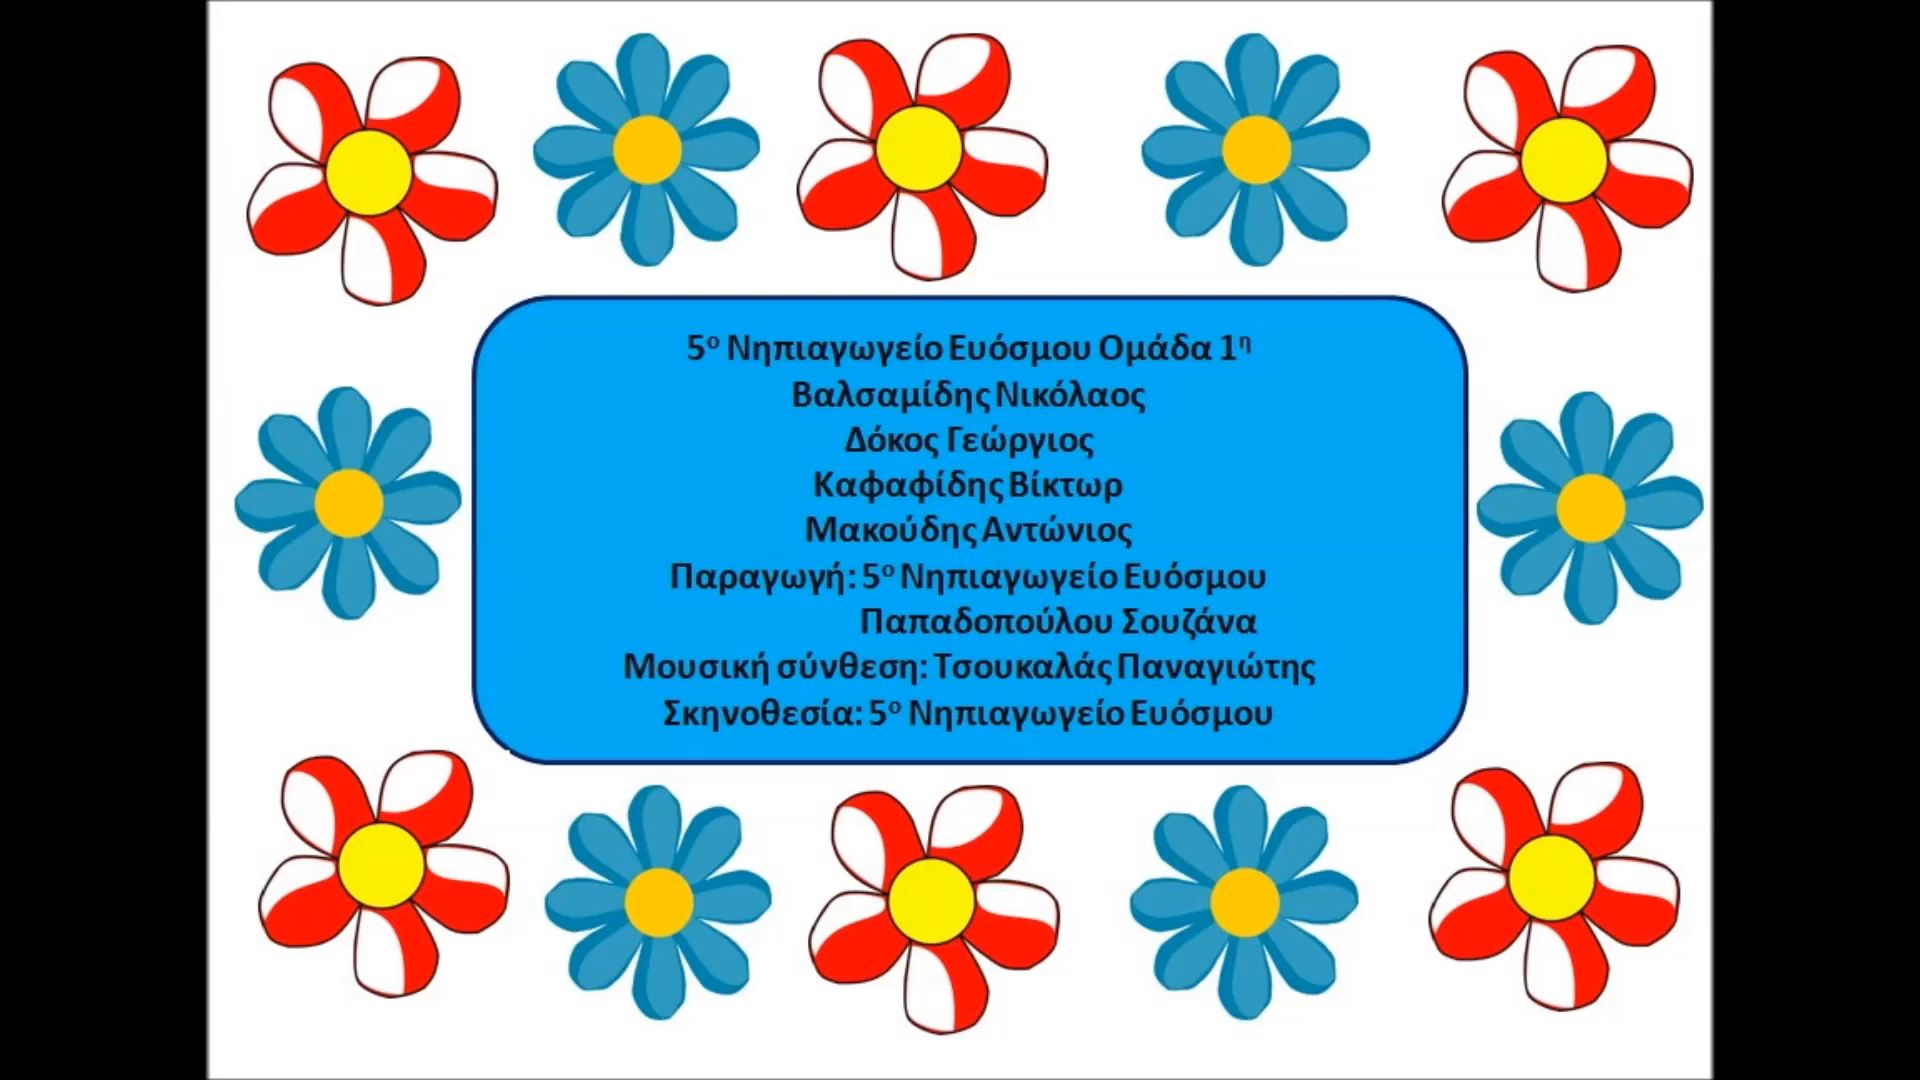 5ο Νηπιαγωγείο Ευόσμου Ομάδα 1η
Βαλσαμίδης Νικόλαος
Δόκος Γεώργιος
Καφαφίδης Βίκτωρ
Μακούδης Αντώνιος
Παραγωγή: 5ο Νηπιαγωγείο Ευόσμου
Παπαδοπούλου Σουζάνα
Μουσική σύνθεση: Τσουκαλάς Παναγιώτης
Σκηνοθεσία: 5ο Νηπιαγωγείο Ευόσμου